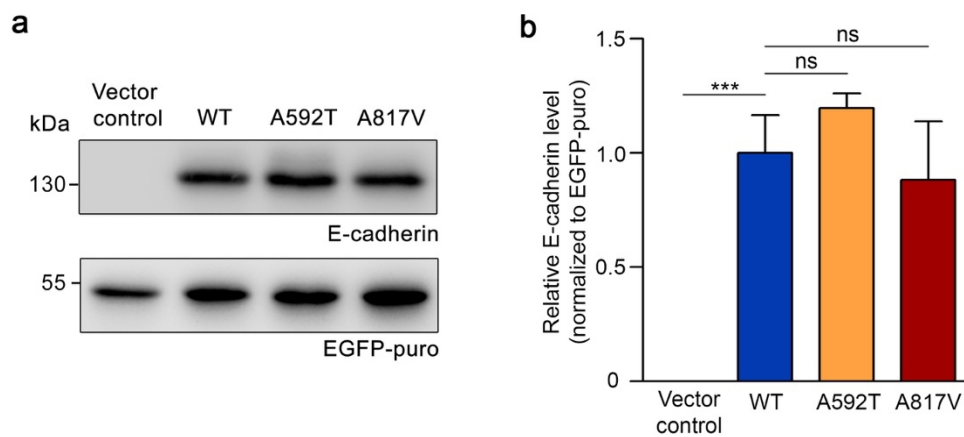 a
kDa
Vector
control
WT
A592T
A817V
130
E-cadherin
55
EGFP-puro
b
Relative E-cadherin level
(normalized to EGFP-puro)
1.5
1.0
0.5
0
ns
ns
***
Vector
control
WT
A592T
A817V